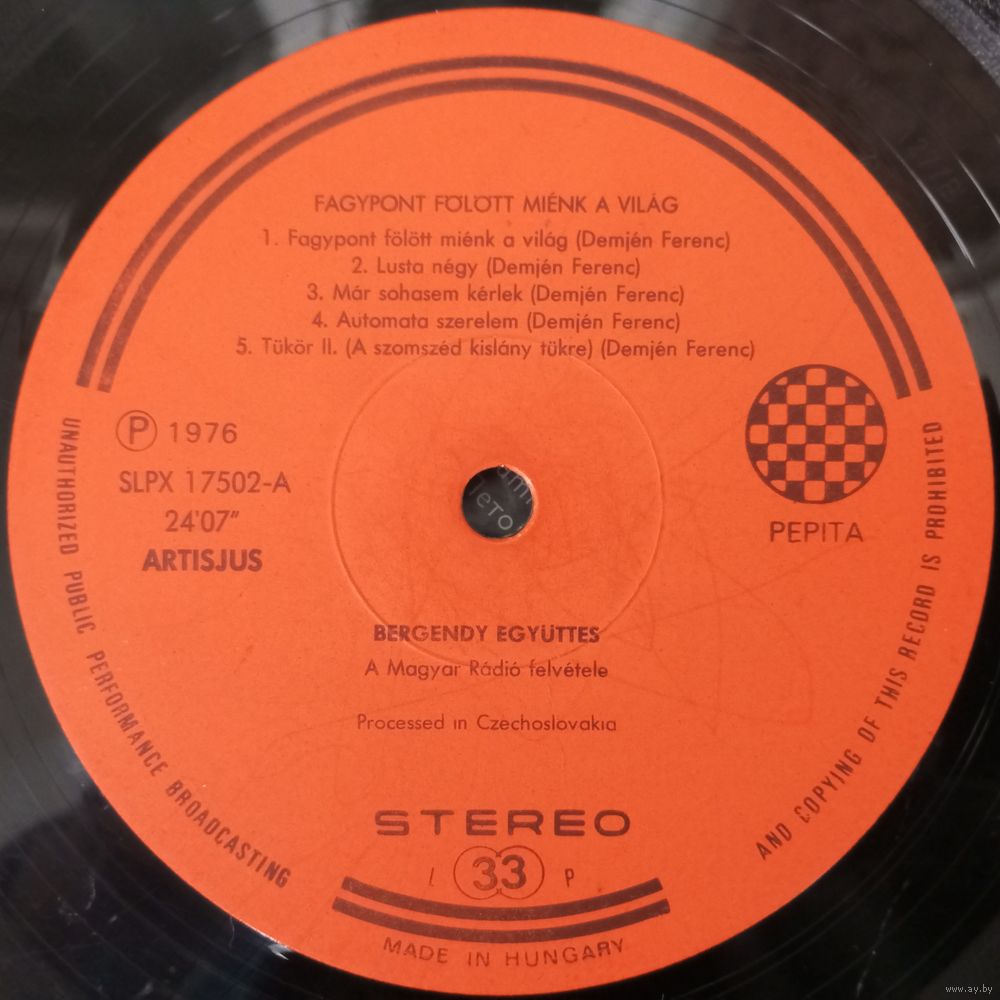 FAGYPONT FÖLÖTT MIÉNK A VILÁG
1. Fagypont fölött miénk a világ (Demjén Ferenc)
2. Lusta négy (Demjén Ferenc)
3. Már sohasem kérlek (Demjén Ferenc)
4. Automata szerelem (Demjén Ferenc)
5. Tükör II. (A szomszéd kislány tükre) (Demjén Ferenc)
Ⓟ 1976
SLPX 17502-A
24'07"
ARTISJUS
PEPITA
BERGENDY EGYÜTTES
A Magyar Rádió felvétele
Processed in Czechoslovakia
STEREO
L 33 P
MADE IN HUNGARY
UNAUTHORIZED PUBLIC PERFORMANCE BROADCASTING
AND COPYING OF THIS RECORD IS PROHIBITED
www.ay.by